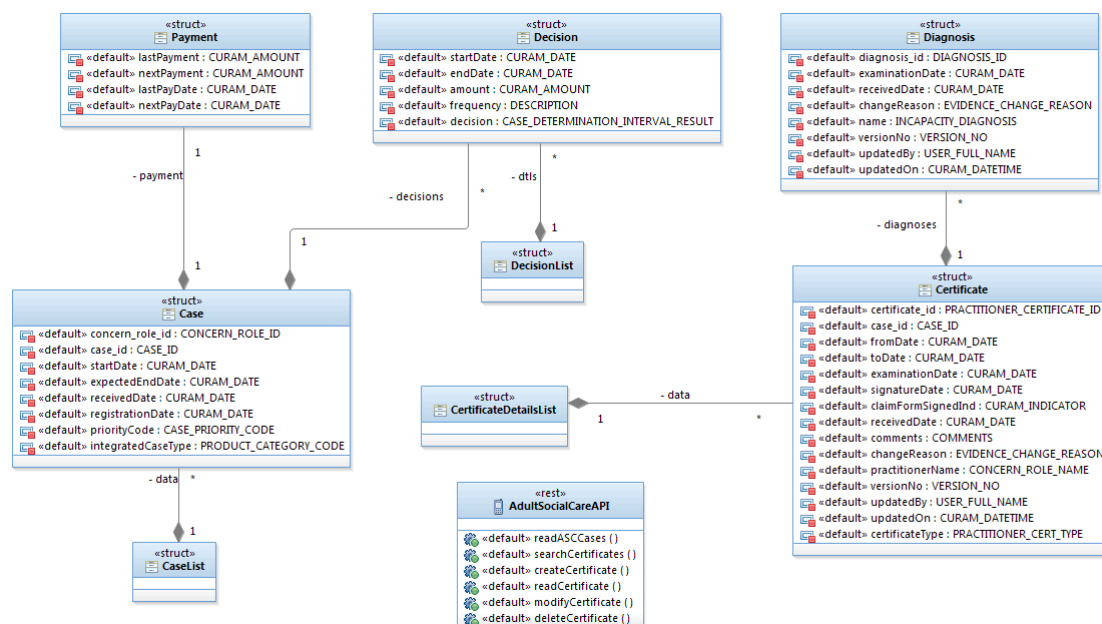 «struct»
Payment
«default» lastPayment : CURAM_AMOUNT
«default» nextPayment : CURAM_AMOUNT
«default» lastPayDate : CURAM_DATE
«default» nextPayDate : CURAM_DATE
«struct»
Decision
«default» startDate : CURAM_DATE
«default» endDate : CURAM_DATE
«default» amount : CURAM_AMOUNT
«default» frequency : DESCRIPTION
«default» decision : CASE_DETERMINATION_INTERVAL_RESULT
«struct»
Diagnosis
«default» diagnosis_id : DIAGNOSIS_ID
«default» examinationDate : CURAM_DATE
«default» receivedDate : CURAM_DATE
«default» changeReason : EVIDENCE_CHANGE_REASON
«default» name : INCAPACITY_DIAGNOSIS
«default» versionNo : VERSION_NO
«default» updatedBy : USER_FULL_NAME
«default» updatedOn : CURAM_DATETIME
1
- payment
1
- decisions
*
1
*
- dtls
1
*
- diagnoses
1
«struct»
DecisionList
«struct»
Case
«default» concern_role_id : CONCERN_ROLE_ID
«default» case_id : CASE_ID
«default» startDate : CURAM_DATE
«default» expectedEndDate : CURAM_DATE
«default» receivedDate : CURAM_DATE
«default» registrationDate : CURAM_DATE
«default» priorityCode : CASE_PRIORITY_CODE
«default» integratedCaseType : PRODUCT_CATEGORY_CODE
«struct»
Certificate
«default» certificate_id : PRACTITIONER_CERTIFICATE_ID
«default» case_id : CASE_ID
«default» fromDate : CURAM_DATE
«default» toDate : CURAM_DATE
«default» examinationDate : CURAM_DATE
«default» signatureDate : CURAM_DATE
«default» claimFormSignedInd : CURAM_INDICATOR
«default» receivedDate : CURAM_DATE
«default» comments : COMMENTS
«default» changeReason : EVIDENCE_CHANGE_REASON
«default» practitionerName : CONCERN_ROLE_NAME
«default» versionNo : VERSION_NO
«default» updatedBy : USER_FULL_NAME
«default» updatedOn : CURAM_DATETIME
«default» certificateType : PRACTITIONER_CERT_TYPE
«struct»
CertificateDetailsList
- data
1
*
- data *
1
«struct»
CaseList
«rest»
AdultSocialCareAPI
«default» readASCCases ( )
«default» searchCertificates ( )
«default» createCertificate ( )
«default» readCertificate ( )
«default» modifyCertificate ( )
«default» deleteCertificate ( )